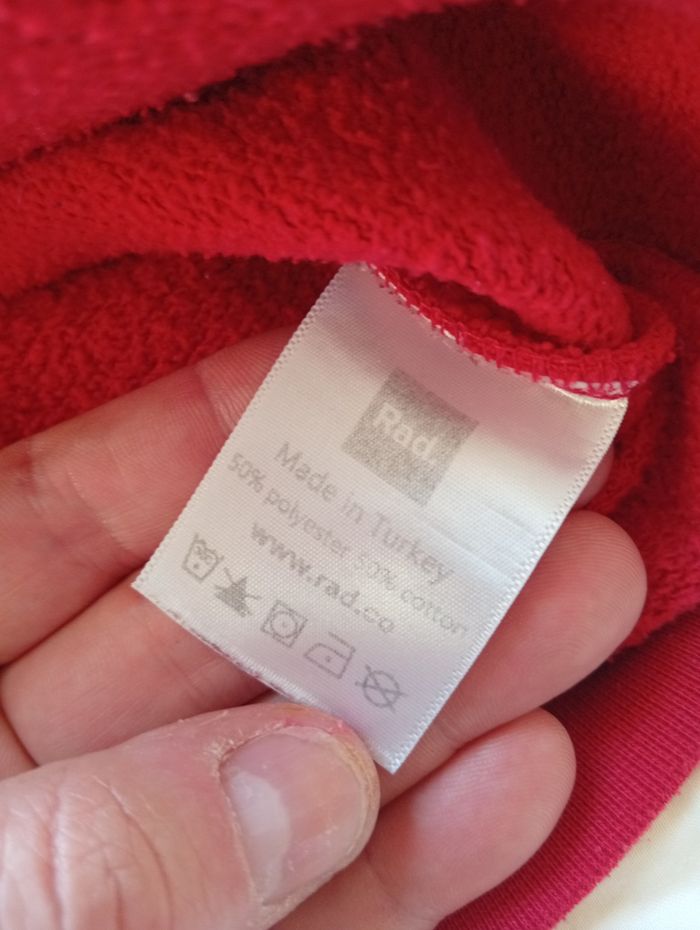 Rad.
Made in Turkey
50% polyester 50% cotton
www.rad.co